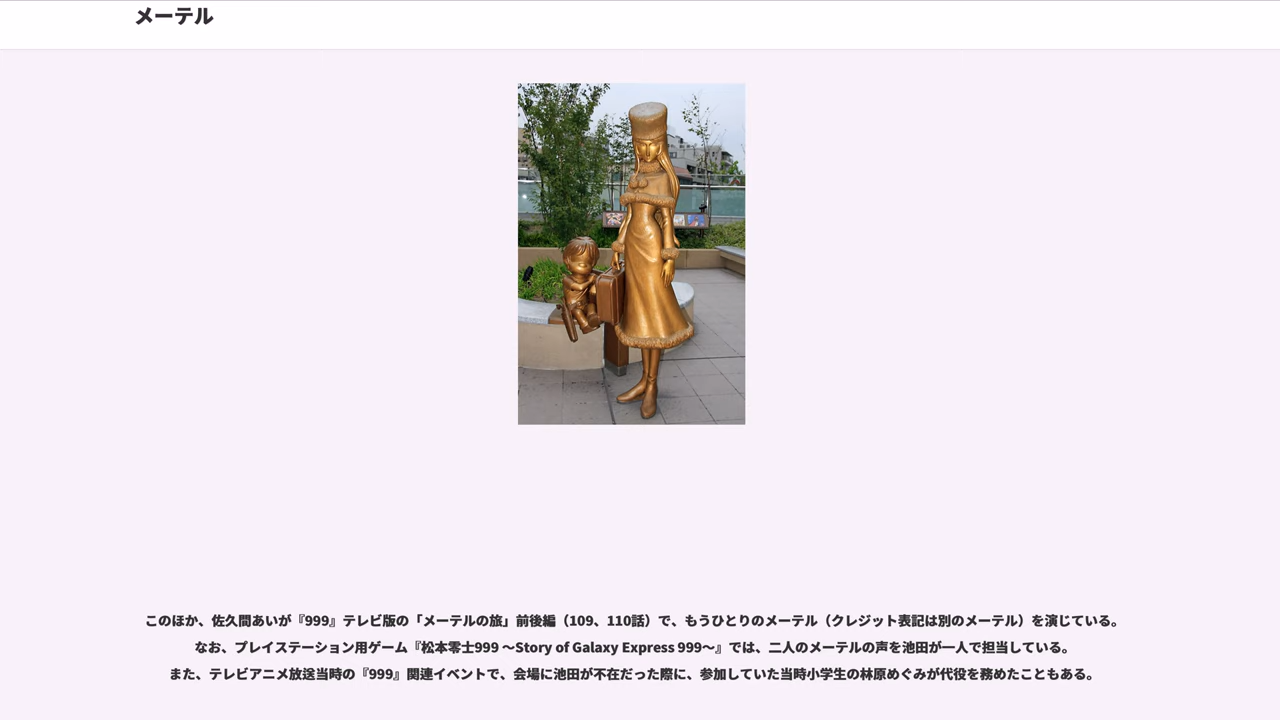 メーテル
このほか、佐久間あいが『999』テレビ版の「メーテルの旅」前後編（109、110話）で、もうひとりのメーテル（クレジット表記は別のメーテル）を演じている。
なお、プレイステーション用ゲーム『松本零士999 〜Story of Galaxy Express 999〜』では、二人のメーテルの声を池田が一人で担当している。
また、テレビアニメ放送当時の『999』関連イベントで、会場に池田が不在だった際に、参加していた当時小学生の林原めぐみが代役を務めたこともある。